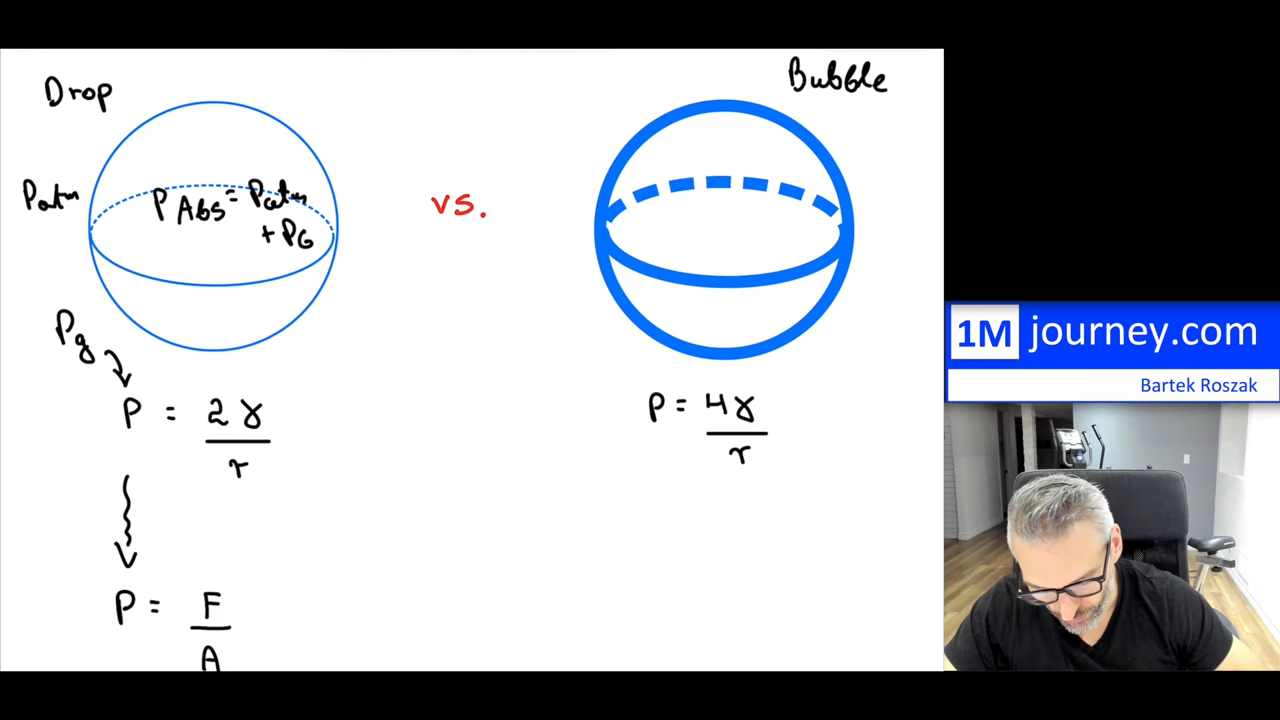 Drop
Bubble
Patm
P Abs = Patm
+ PG
vs.
Pg
P = 2γ
r
P = 4γ
r
P = F
A
1M journey.com
Bartek Roszak